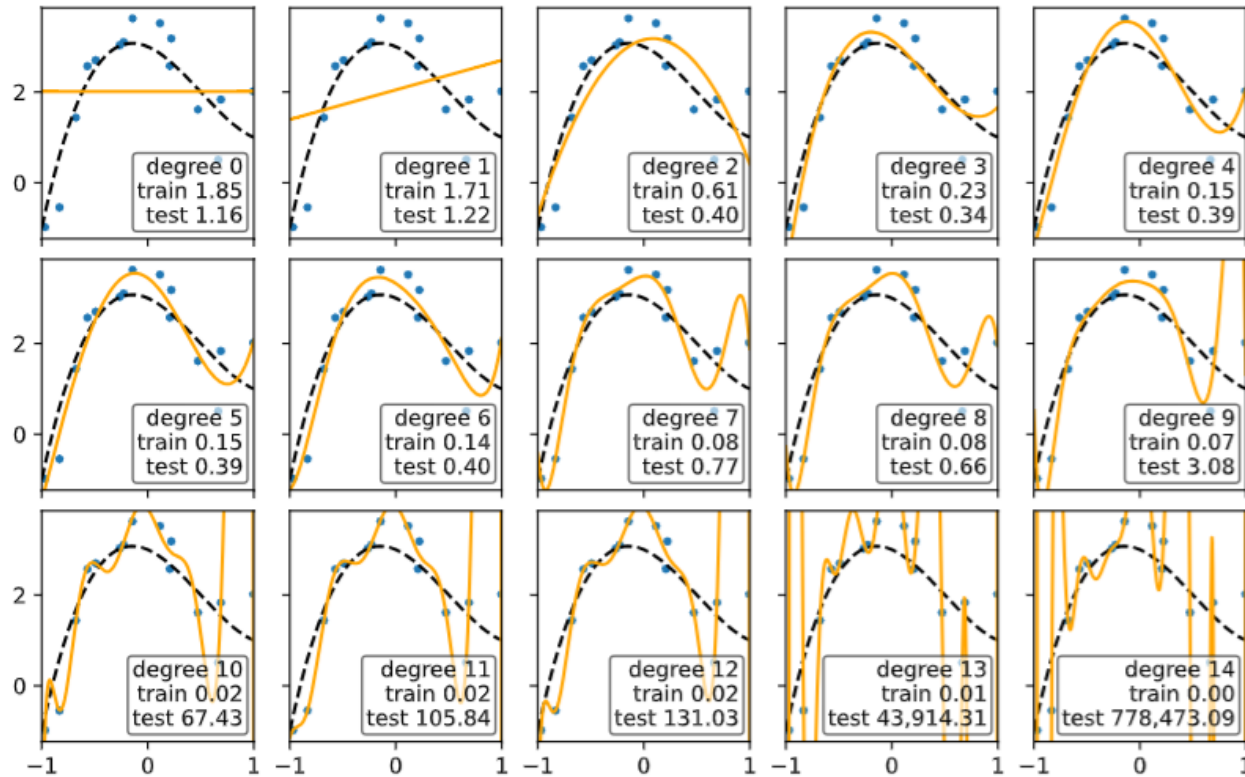 2
0
degree 0
train 1.85
test 1.16
degree 1
train 1.71
test 1.22
degree 2
train 0.61
test 0.40
degree 3
train 0.23
test 0.34
degree 4
train 0.15
test 0.39
2
0
degree 5
train 0.15
test 0.39
degree 6
train 0.14
test 0.40
degree 7
train 0.08
test 0.77
degree 8
train 0.08
test 0.66
degree 9
train 0.07
test 3.08
2
0
degree 10
train 0.02
test 67.43
degree 11
train 0.02
test 105.84
degree 12
train 0.02
test 131.03
degree 13
train 0.01
test 43,914.31
degree 14
train 0.00
test 778,473.09
−1 0 1
0 1
0 1
0 1
0 1